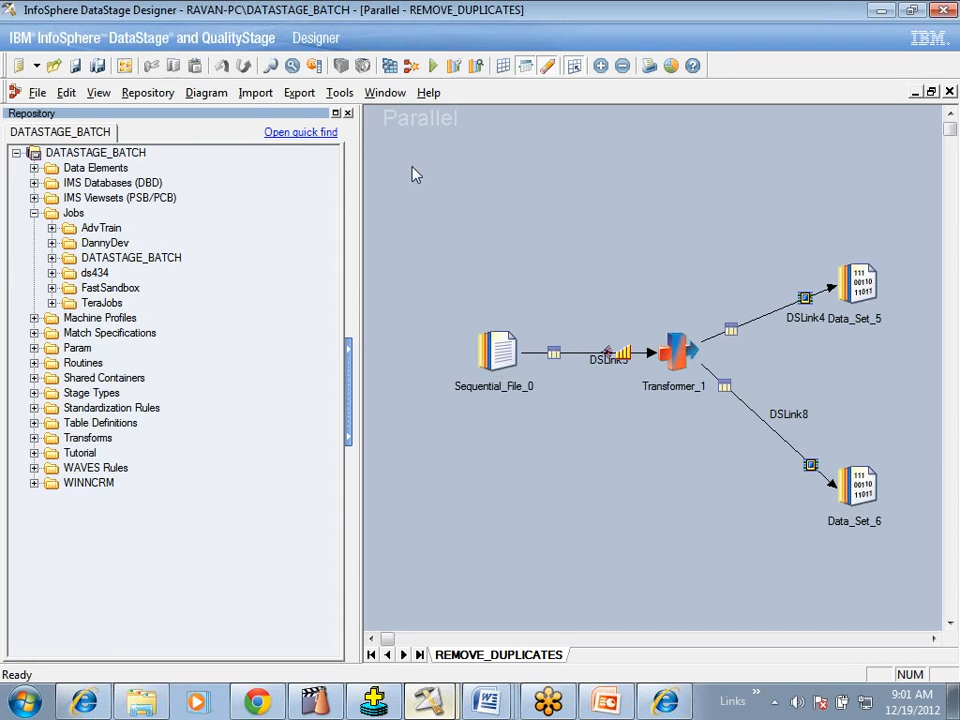 InfoSphere DataStage Designer - RAVAN-PC\DATASTAGE_BATCH - [Parallel - REMOVE_DUPLICATES]
IBM® InfoSphere™ DataStage® and QualityStage Designer
IBM
File Edit View Repository Diagram Import Export Tools Window Help
Repository
DATASTAGE_BATCH Open quick find
DATASTAGE_BATCH
Data Elements
IMS Databases (DBD)
IMS Viewsets (PSB/PCB)
Jobs
AdvTrain
DannyDev
DATASTAGE_BATCH
ds434
FastSandbox
TeraJobs
Machine Profiles
Match Specifications
Param
Routines
Shared Containers
Stage Types
Standardization Rules
Table Definitions
Transforms
Tutorial
WAVES Rules
WINNCRM
Parallel
DSLink4 Data_Set_5
DSLink3
Sequential_File_0
Transformer_1
DSLink8
Data_Set_6
REMOVE_DUPLICATES
Ready
NUM
Links
»
9:01 AM
12/19/2012